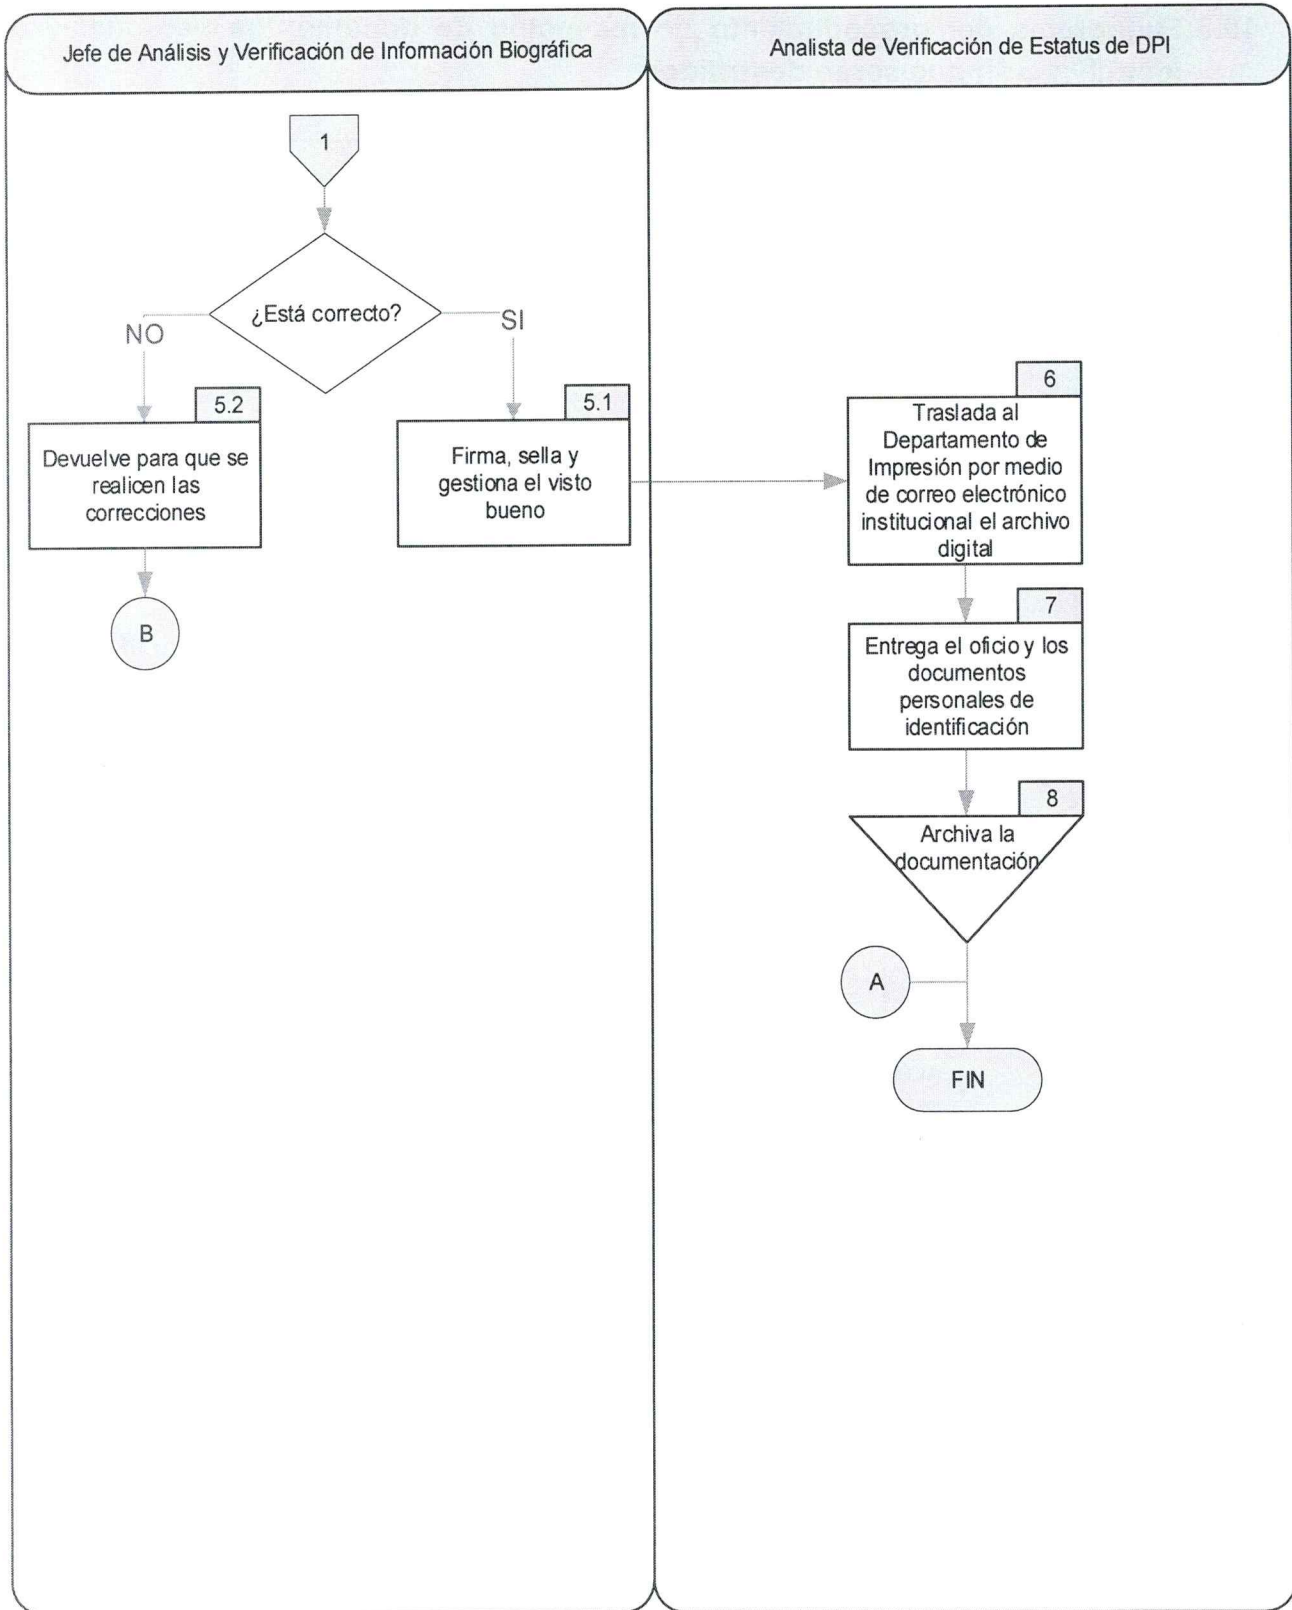 Jefe de Análisis y Verificación de Información Biográfica
Analista de Verificación de Estatus de DPI
1
¿Está correcto?
NO
SI
5.2
Devuelve para que se
realicen las
correcciones
B
5.1
Firma, sella y
gestiona el visto
bueno
6
Traslada al
Departamento de
Impresión por medio
de correo electrónico
institucional el archivo
digital
7
Entrega el oficio y los
documentos
personales de
identificación
8
Archiva la
documentación
A
FIN